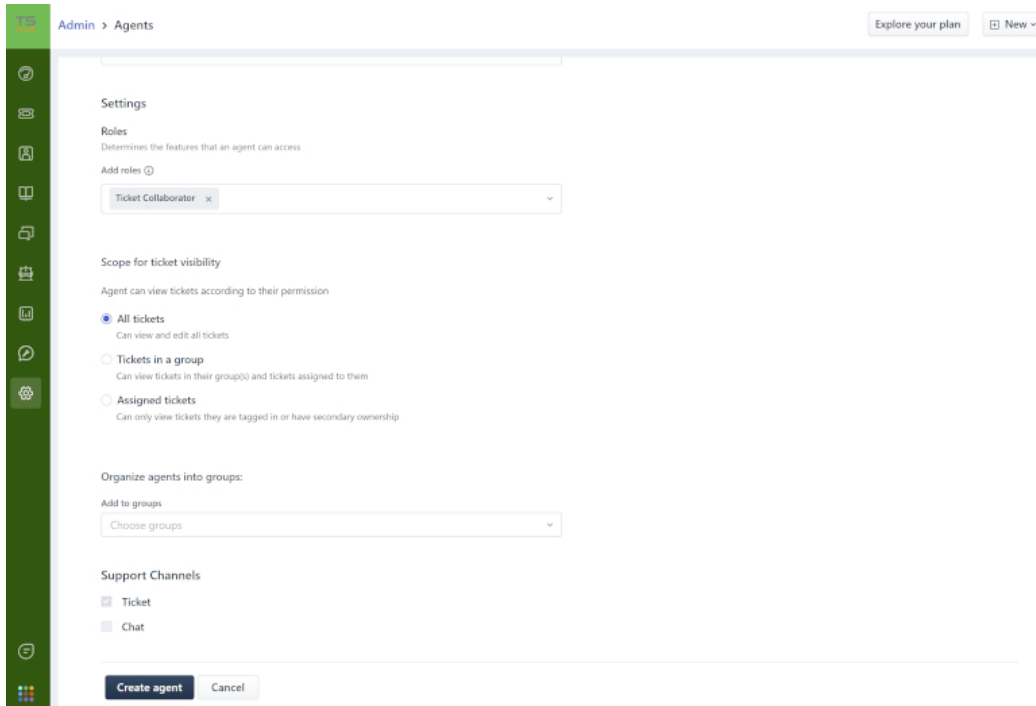 TS
Admin > Agents
Explore your plan
New
Settings
Roles
Determines the features that an agent can access
Add roles
Ticket Collaborator ×
Scope for ticket visibility
Agent can view tickets according to their permission
All tickets
Can view and edit all tickets
Tickets in a group
Can view tickets in their group(s) and tickets assigned to them
Assigned tickets
Can only view tickets they are tagged in or have secondary ownership
Organize agents into groups:
Add to groups
Choose groups
Support Channels
Ticket
Chat
Create agent
Cancel